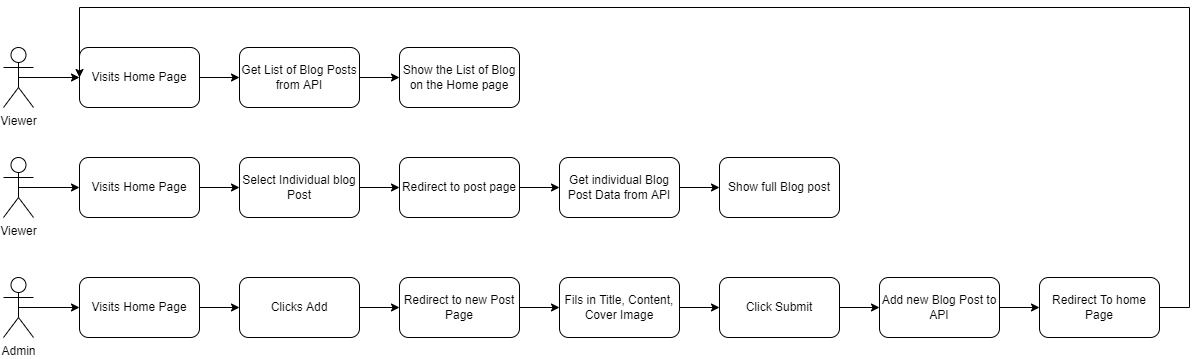 Visits Home Page
Get List of Blog Posts
from API
Show the List of Blog
on the Home page
Viewer
Visits Home Page
Select Individual blog
Post
Redirect to post page
Get individual Blog
Post Data from API
Show full Blog post
Viewer
Visits Home Page
Clicks Add
Redirect to new Post
Page
Fils in Title, Content,
Cover Image
Click Submit
Add new Blog Post to
API
Redirect To home
Page
Admin